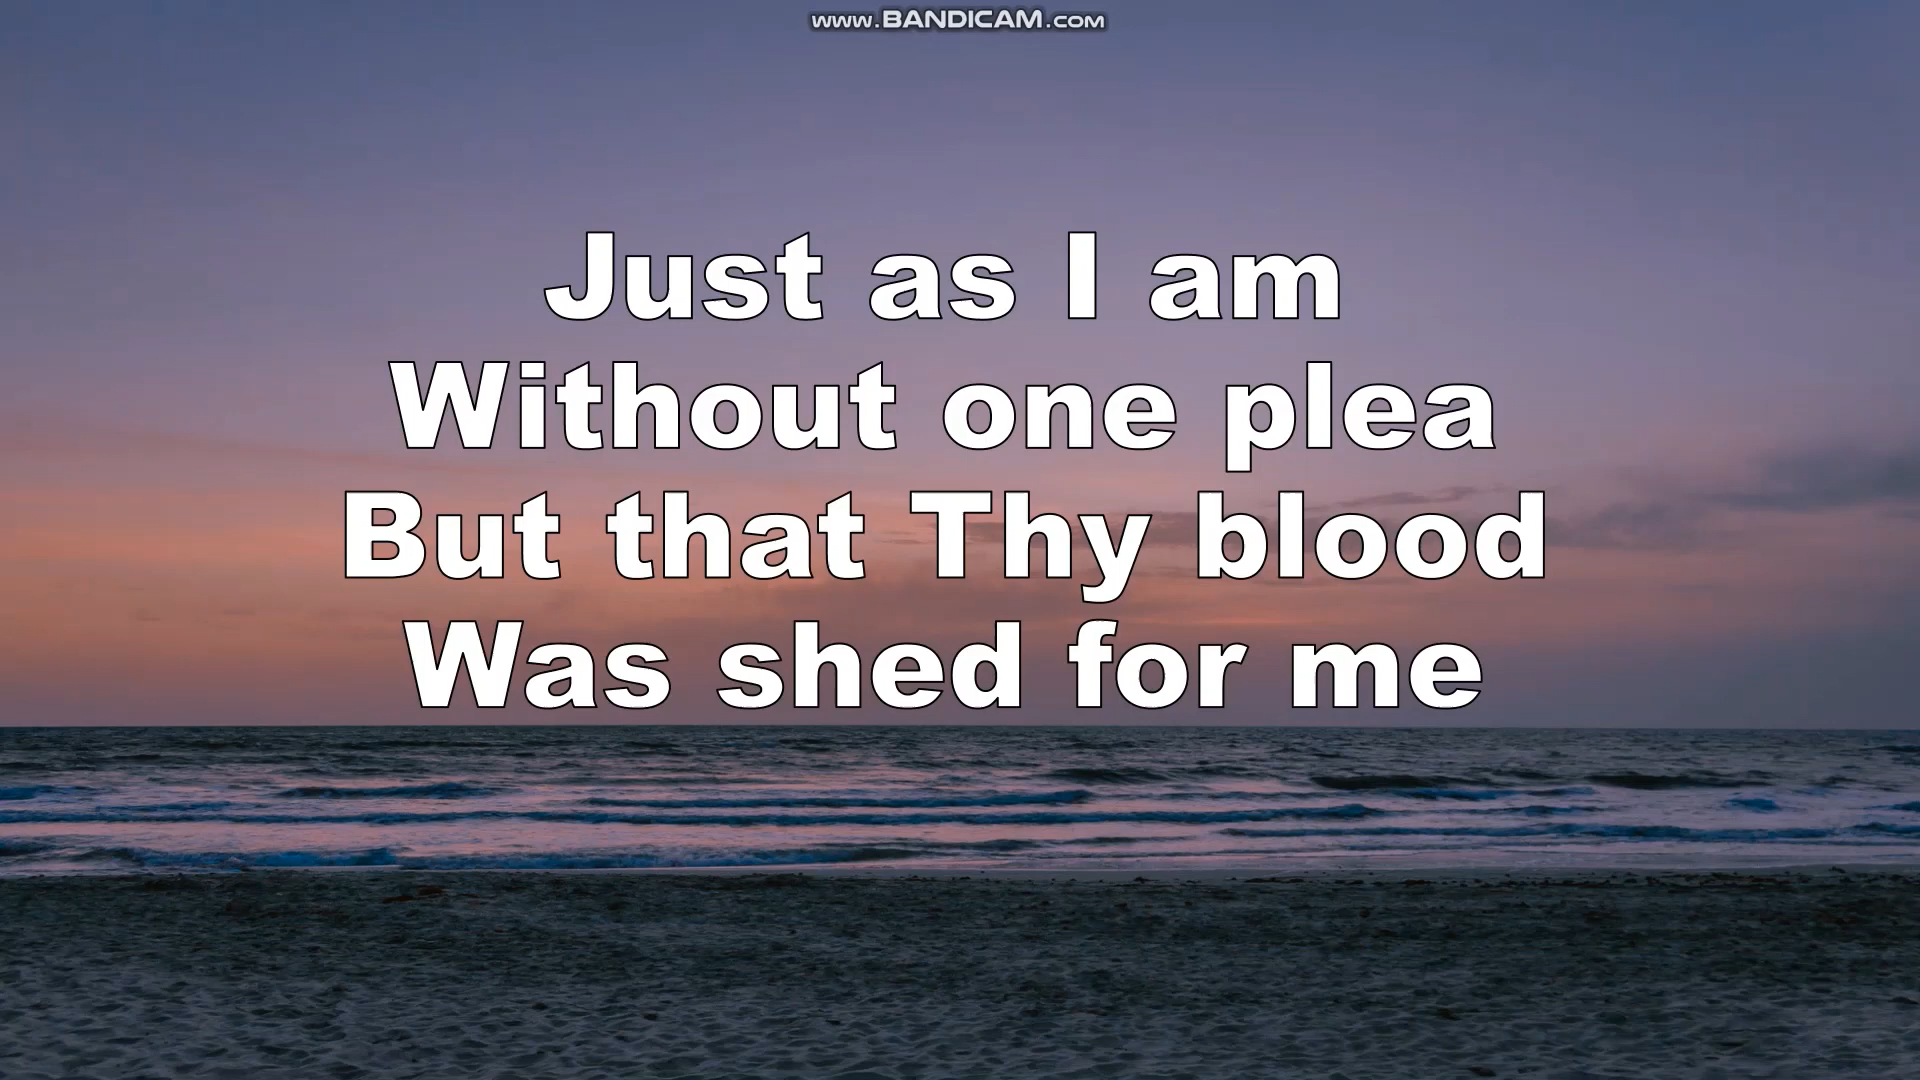 www.BANDICAM.com
Just as I am
Without one plea
But that Thy blood
Was shed for me